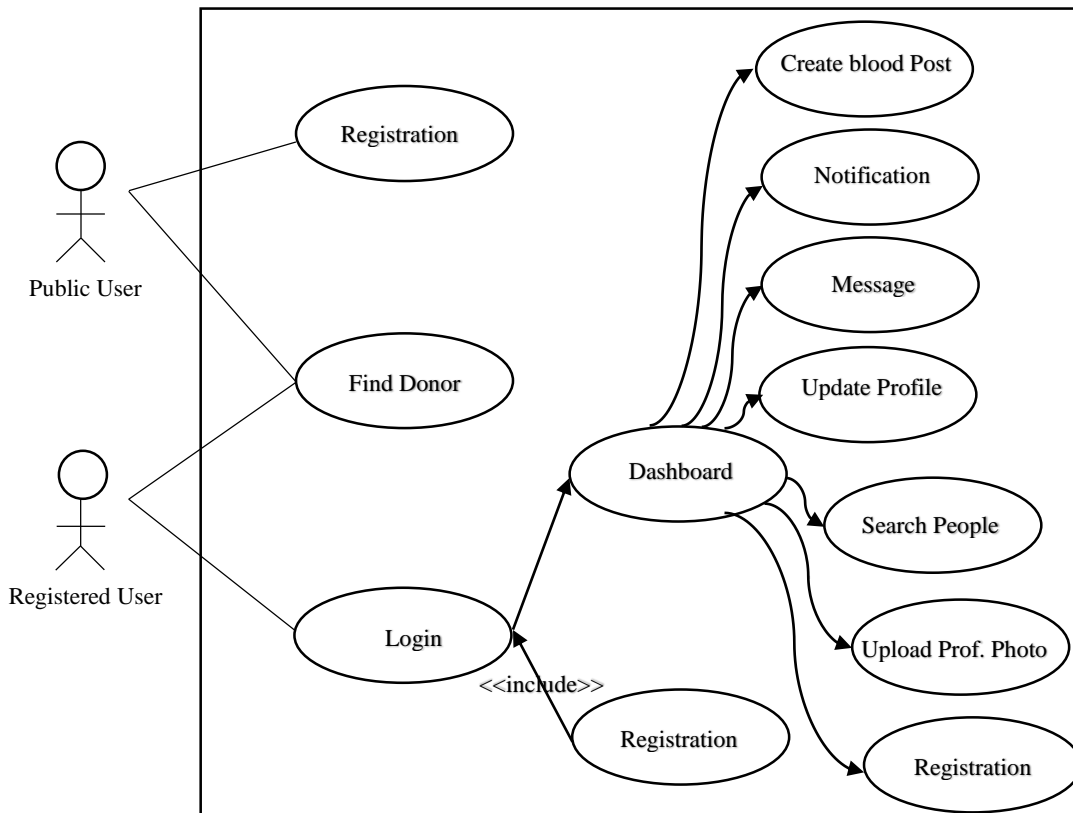 Create blood Post
Registration
Notification
Public User
Message
Find Donor
Update Profile
Dashboard
Search People
Registered User
Login
Upload Prof. Photo
<<include>>
Registration
Registration